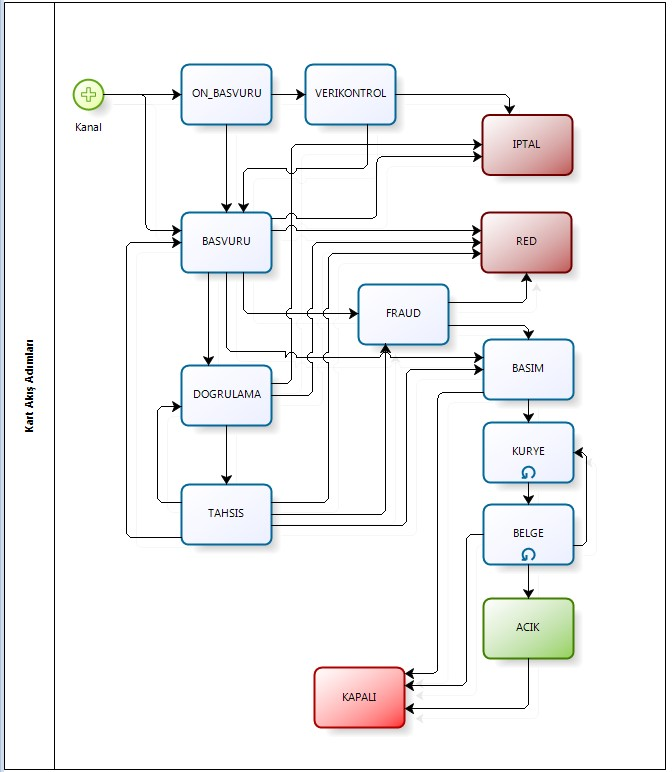 Kart Akış Adımları
Kanal
ON_BASVURU
VERIKONTROL
IPTAL
BASVURU
RED
FRAUD
BASIM
DOGRULAMA
KURYE
TAHSIS
BELGE
ACIK
KAPALI